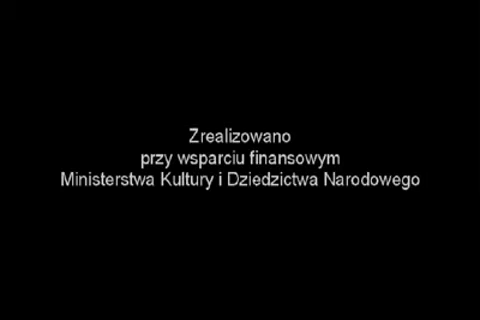 Zrealizowano
przy wsparciu finansowym
Ministerstwa Kultury i Dziedzictwa Narodowego